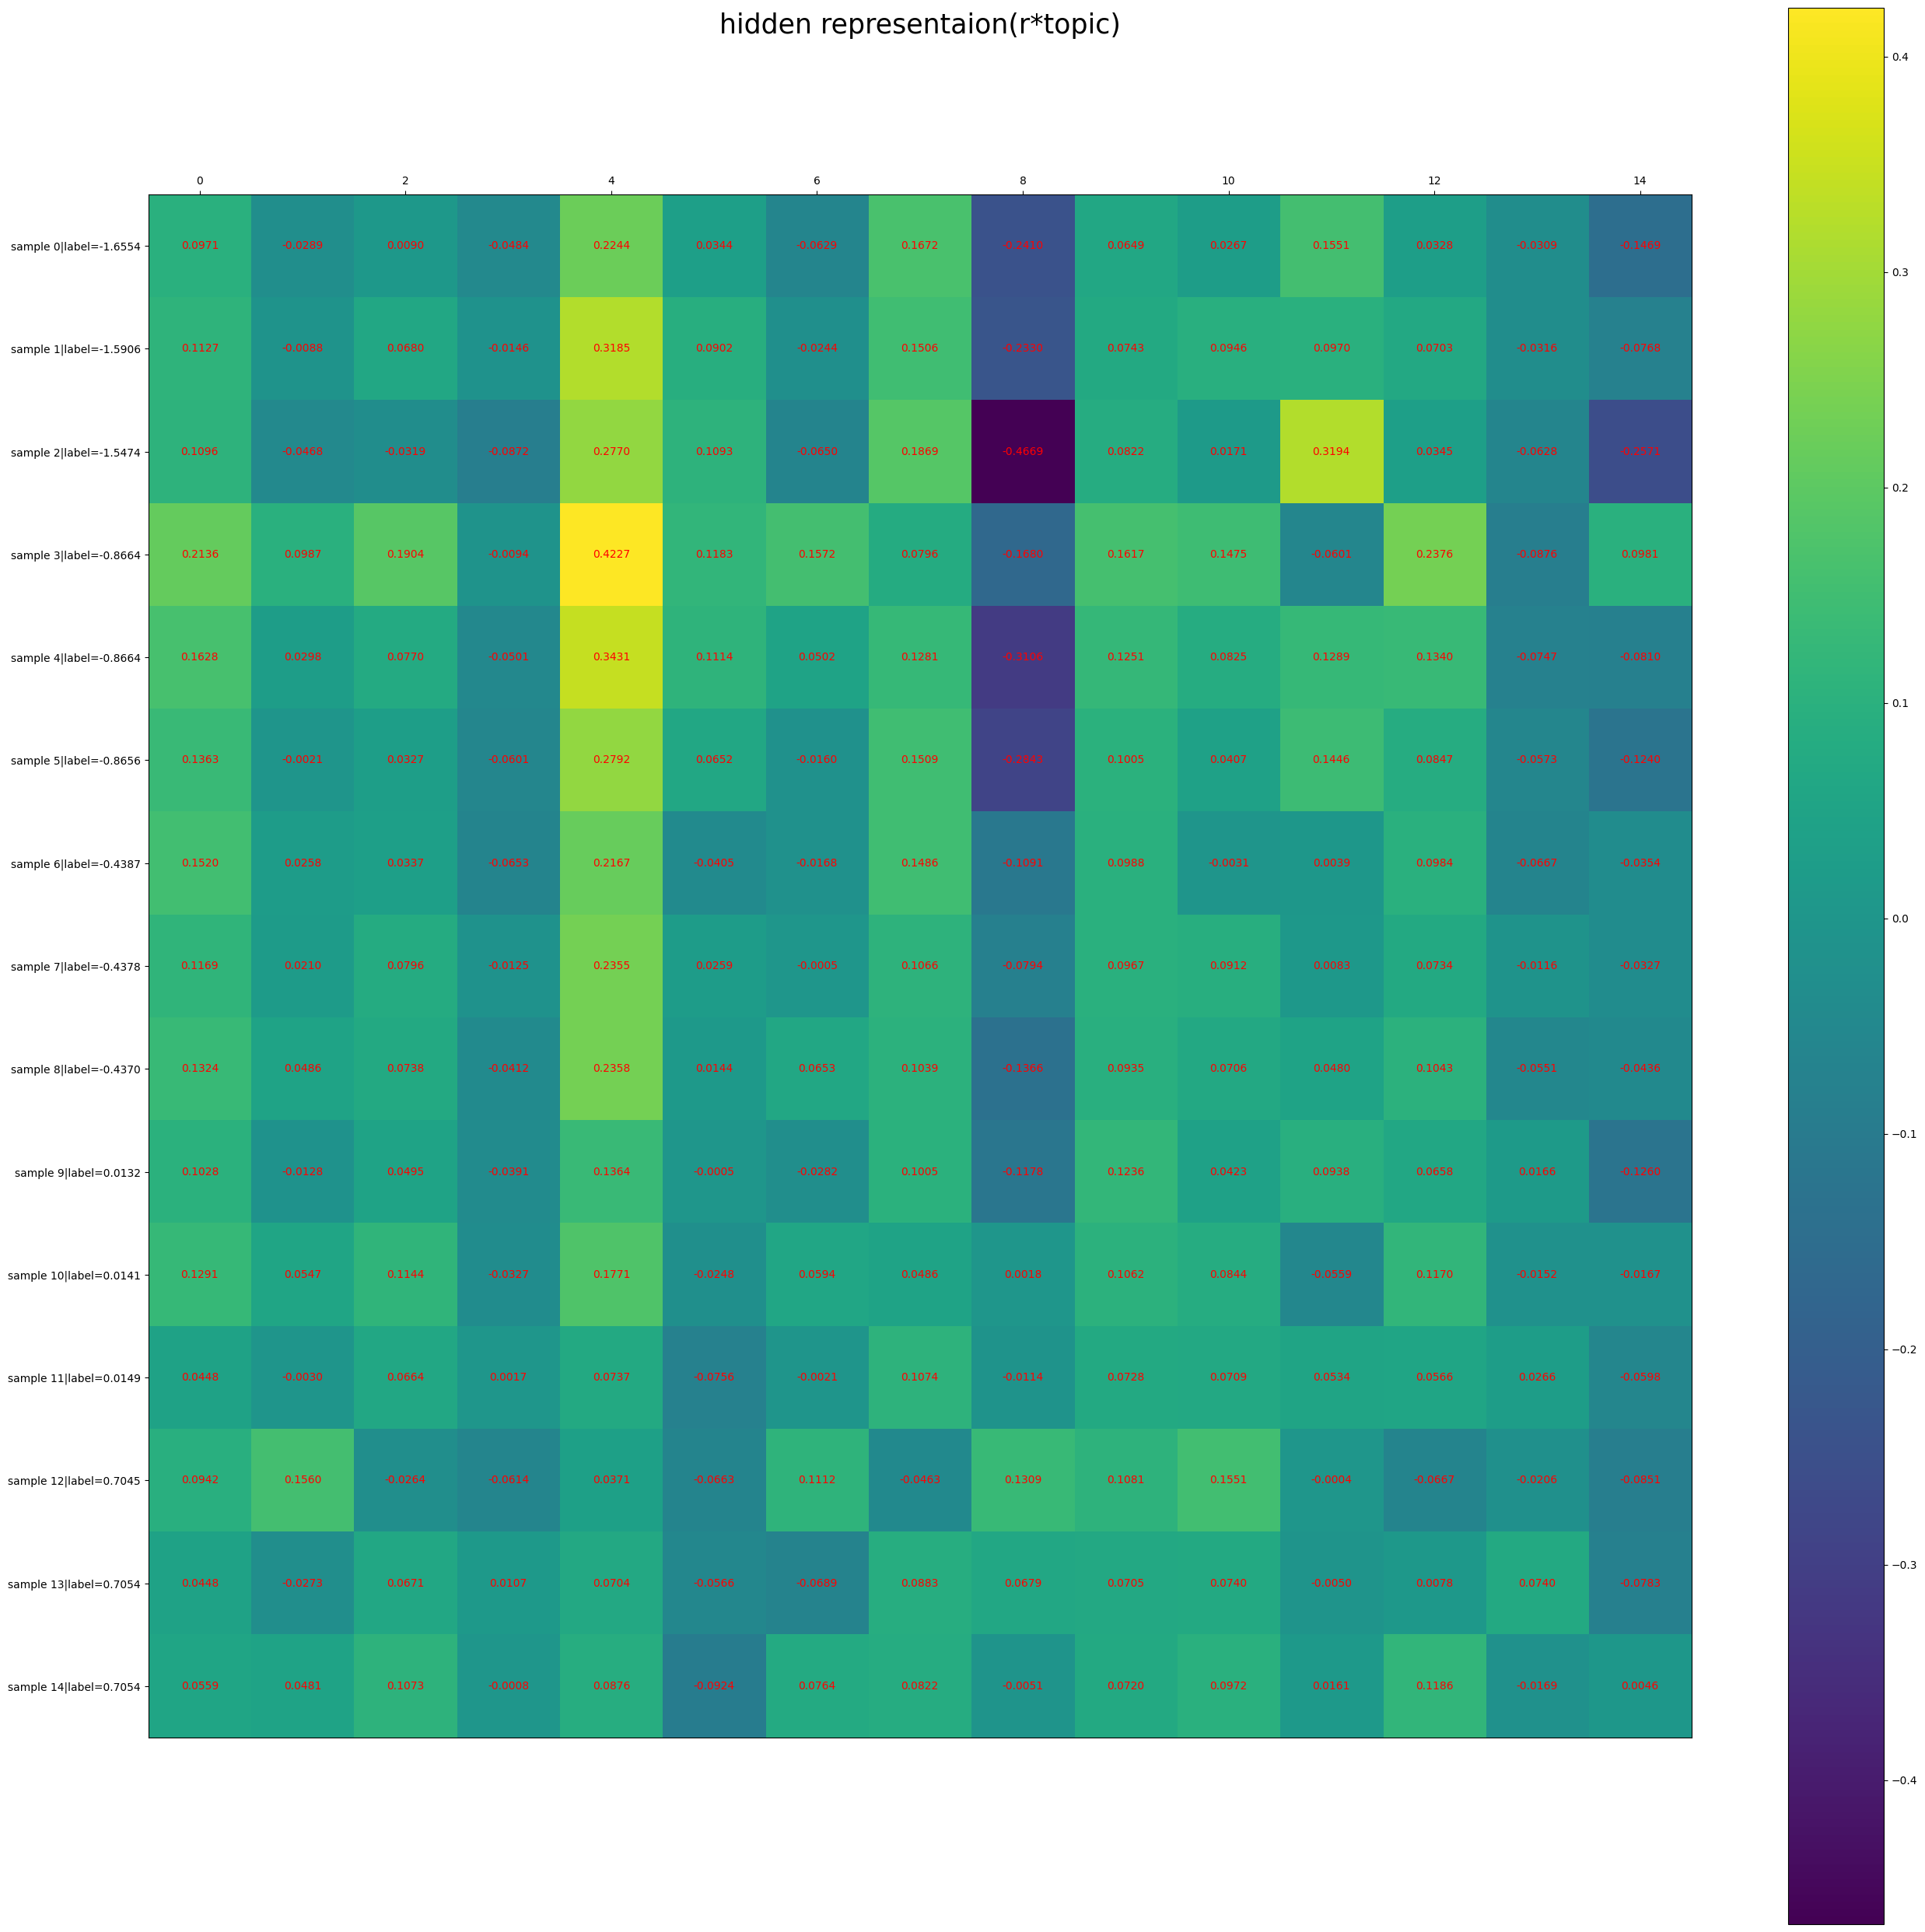 hidden representaion(r*topic)
0 2 4 6 8 10 12 14
sample 0|label=-1.6554 0.0971 -0.0289 0.0090 -0.0484 0.2244 0.0344 -0.0629 0.1672 0.0649 0.0267 0.1551 0.0328 -0.0309 -0.1469
sample 1|label=-1.5906 0.1127 -0.0088 0.0680 -0.0146 0.3185 0.0902 -0.0244 0.1506 0.0743 0.0946 0.0970 0.0703 -0.0316 -0.0768
sample 2|label=-1.5474 0.1096 -0.0468 -0.0319 -0.0872 0.2770 0.1093 -0.0650 0.1869 -0.4669 0.0822 0.0171 0.3194 0.0345 -0.0628
sample 3|label=-0.8664 0.2136 0.0987 0.1904 -0.0094 0.4227 0.1183 0.1572 0.0796 -0.1680 0.1617 0.1475 -0.0601 0.2376 -0.0876 0.0981
sample 4|label=-0.8664 0.1628 0.0298 0.0770 -0.0501 0.3431 0.1114 0.0502 0.1281 0.1251 0.0825 0.1289 0.1340 -0.0747 -0.0810
sample 5|label=-0.8656 0.1363 -0.0021 0.0327 -0.0601 0.2792 0.0652 -0.0160 0.1509 0.1005 0.0407 0.1446 0.0847 -0.0573 -0.1240
sample 6|label=-0.4387 0.1520 0.0258 0.0337 -0.0653 0.2167 -0.0405 -0.0168 0.1486 -0.1091 0.0988 -0.0031 0.0039 0.0984 -0.0667 -0.0354
sample 7|label=-0.4378 0.1169 0.0210 0.0796 -0.0125 0.2355 0.0259 -0.0005 0.1066 -0.0794 0.0967 0.0912 0.0083 0.0734 -0.0116 -0.0327
sample 8|label=-0.4370 0.1324 0.0486 0.0738 -0.0412 0.2358 0.0144 0.0653 0.1039 -0.1366 0.0935 0.0706 0.0480 0.1043 -0.0551 -0.0436
sample 9|label=0.0132 0.1028 -0.0128 0.0495 -0.0391 0.1364 -0.0005 -0.0282 0.1005 -0.1178 0.1236 0.0423 0.0938 0.0658 0.0166 -0.1260
sample 10|label=0.0141 0.1291 0.0547 0.1144 -0.0327 0.1771 -0.0248 0.0594 0.0486 0.0018 0.1062 0.0844 -0.0559 0.1170 -0.0152 -0.0167
sample 11|label=0.0149 0.0448 -0.0030 0.0664 0.0017 0.0737 -0.0756 -0.0021 0.1074 -0.0114 0.0728 0.0709 0.0534 0.0566 0.0266 -0.0598
sample 12|label=0.7045 0.0942 0.1560 -0.0264 -0.0614 0.0371 -0.0663 0.1112 -0.0463 0.1309 0.1081 0.1551 -0.0004 -0.0667 -0.0206 -0.0851
sample 13|label=0.7054 0.0448 -0.0273 0.0671 0.0107 0.0704 -0.0566 -0.0689 0.0883 0.0679 0.0705 0.0740 -0.0050 0.0078 0.0740 -0.0783
sample 14|label=0.7054 0.0559 0.0481 0.1073 -0.0008 0.0876 -0.0924 0.0764 0.0822 -0.0051 0.0720 0.0972 0.0161 0.1186 -0.0169 0.0046
0.4
0.3
0.2
0.1
0.0
−0.1
−0.2
−0.3
−0.4